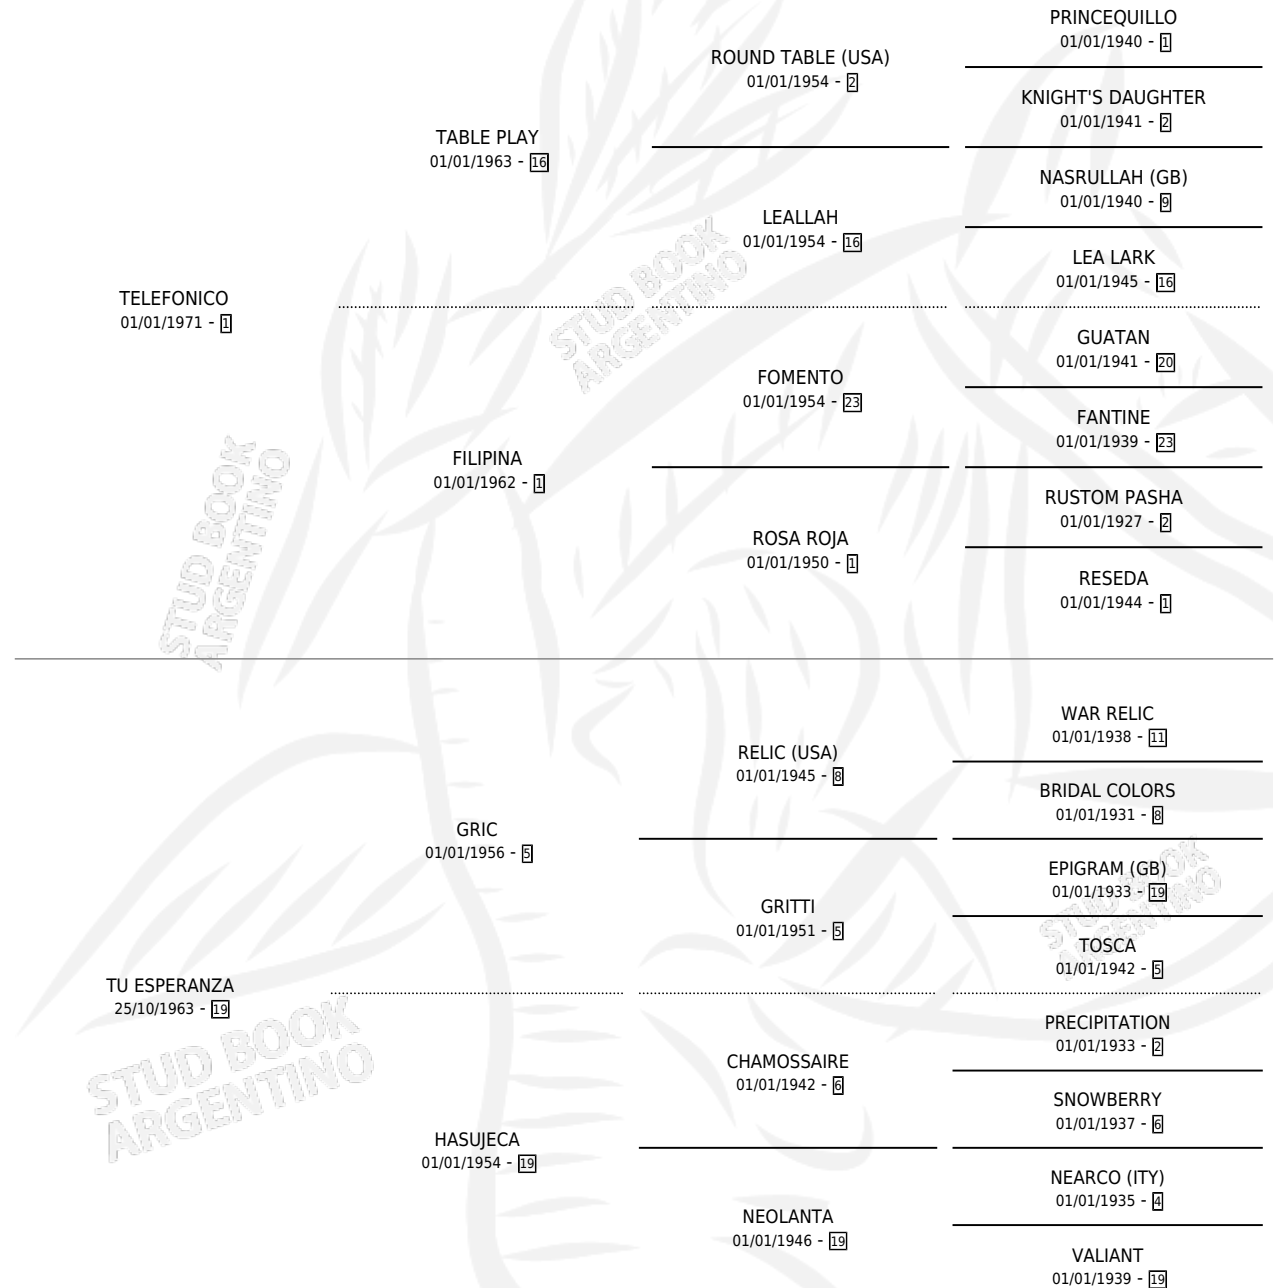 PRINCEQUILLO
01/01/1940 - 1
ROUND TABLE (USA)
01/01/1954 - 2
KNIGHT'S DAUGHTER
01/01/1941 - 2
TABLE PLAY
01/01/1963 - 16
NASRULLAH (GB)
01/01/1940 - 9
LEALLAH
01/01/1954 - 16
LEA LARK
01/01/1945 - 16
TELEFONICO
01/01/1971 - 1
GUATAN
01/01/1941 - 20
FOMENTO
01/01/1954 - 23
FANTINE
01/01/1939 - 23
FILIPINA
01/01/1962 - 1
RUSTOM PASHA
01/01/1927 - 2
ROSA ROJA
01/01/1950 - 1
RESEDA
01/01/1944 - 1
WAR RELIC
01/01/1938 - 11
RELIC (USA)
01/01/1945 - 8
BRIDAL COLORS
01/01/1931 - 8
GRIC
01/01/1956 - 5
EPIGRAM (GB)
01/01/1933 - 19
GRITTI
01/01/1951 - 5
TOSCA
01/01/1942 - 5
TU ESPERANZA
25/10/1963 - 19
PRECIPITATION
01/01/1933 - 2
CHAMOSSAIRE
01/01/1942 - 6
SNOWBERRY
01/01/1937 - 6
HASUJECA
01/01/1954 - 19
NEARCO (ITY)
01/01/1935 - 4
NEOLANTA
01/01/1946 - 19
VALIANT
01/01/1939 - 19
STUD BOOK
ARGENTINO
STUD BOOK
ARGENTINO
STUD BOOK
ARGENTINO
STUD BOOK
ARGENTINO